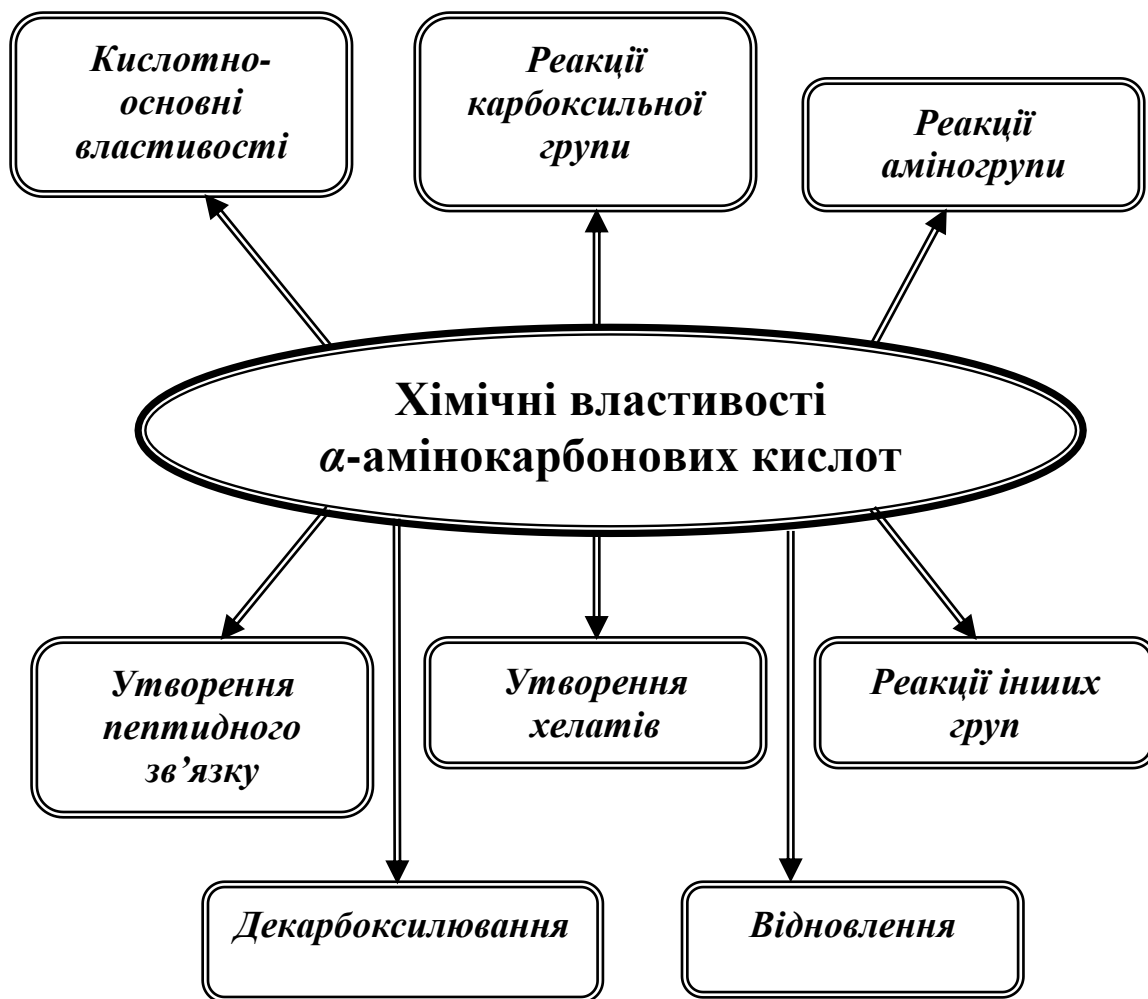 Кислотно-
основні
властивості
Реакції
карбоксильної
групи
Реакції
аміногрупи
Хімічні властивості
α-амінокарбонових кислот
Утворення
пептидного
зв’язку
Утворення
хелатів
Реакції інших
груп
Декарбоксилювання
Відновлення